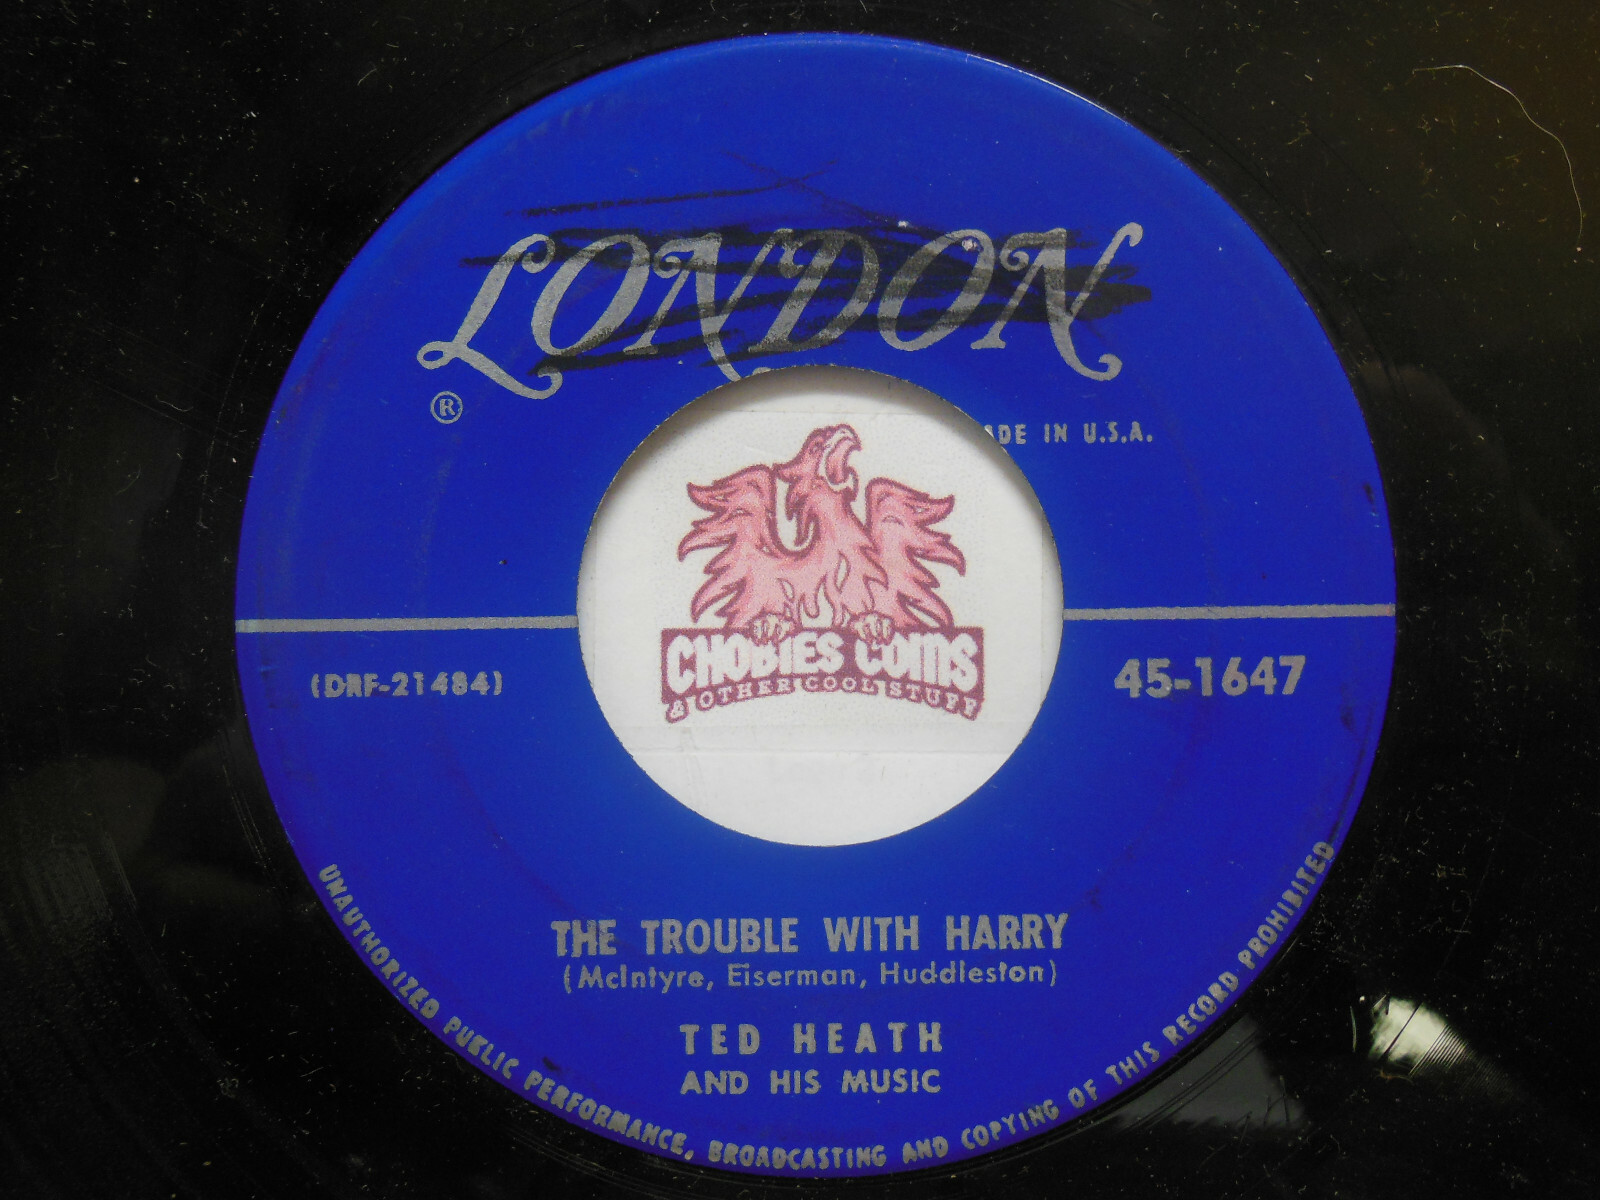 LONDON
®
ADE IN U.S.A.
CHOBIES COINS
& OTHER COOL STUFF
(DRF-21484)
45-1647
THE TROUBLE WITH HARRY
(McIntyre, Eiserman, Huddleston)
TED HEATH
AND HIS MUSIC
UNAUTHORIZED PUBLIC PERFORMANCE, BROADCASTING AND COPYING OF THIS RECORD PROHIBITED